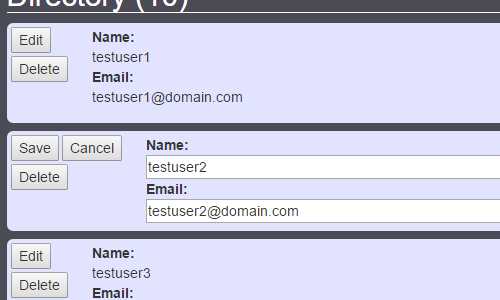 Directory (10)
Edit
Name:
testuser1
Delete
Email:
testuser1@domain.com
Save Cancel
Name:
testuser2
Delete
Email:
testuser2@domain.com
Edit
Name:
testuser3
Delete
Email: